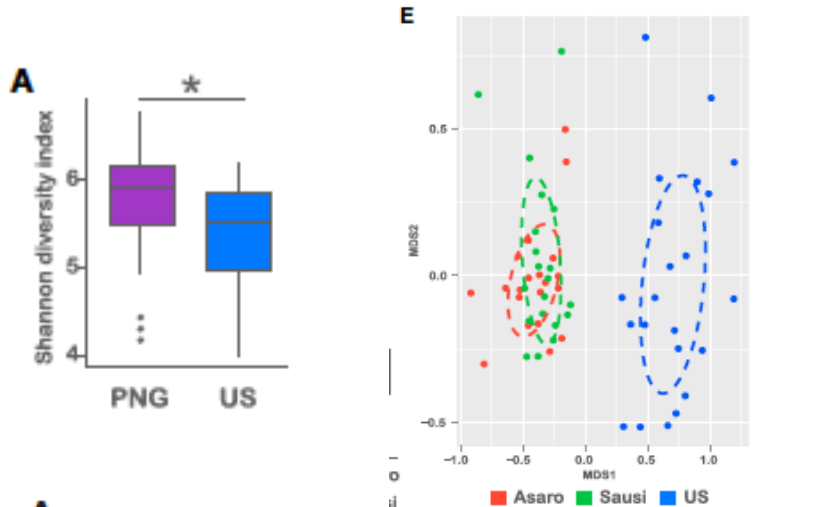 A
*
Shannon diversity index
6
5
4
PNG US
E
MDS2
0.5
0.0
−0.5
−1.0 −0.5 0.0 0.5 1.0
MDS1
Asaro Sausi US